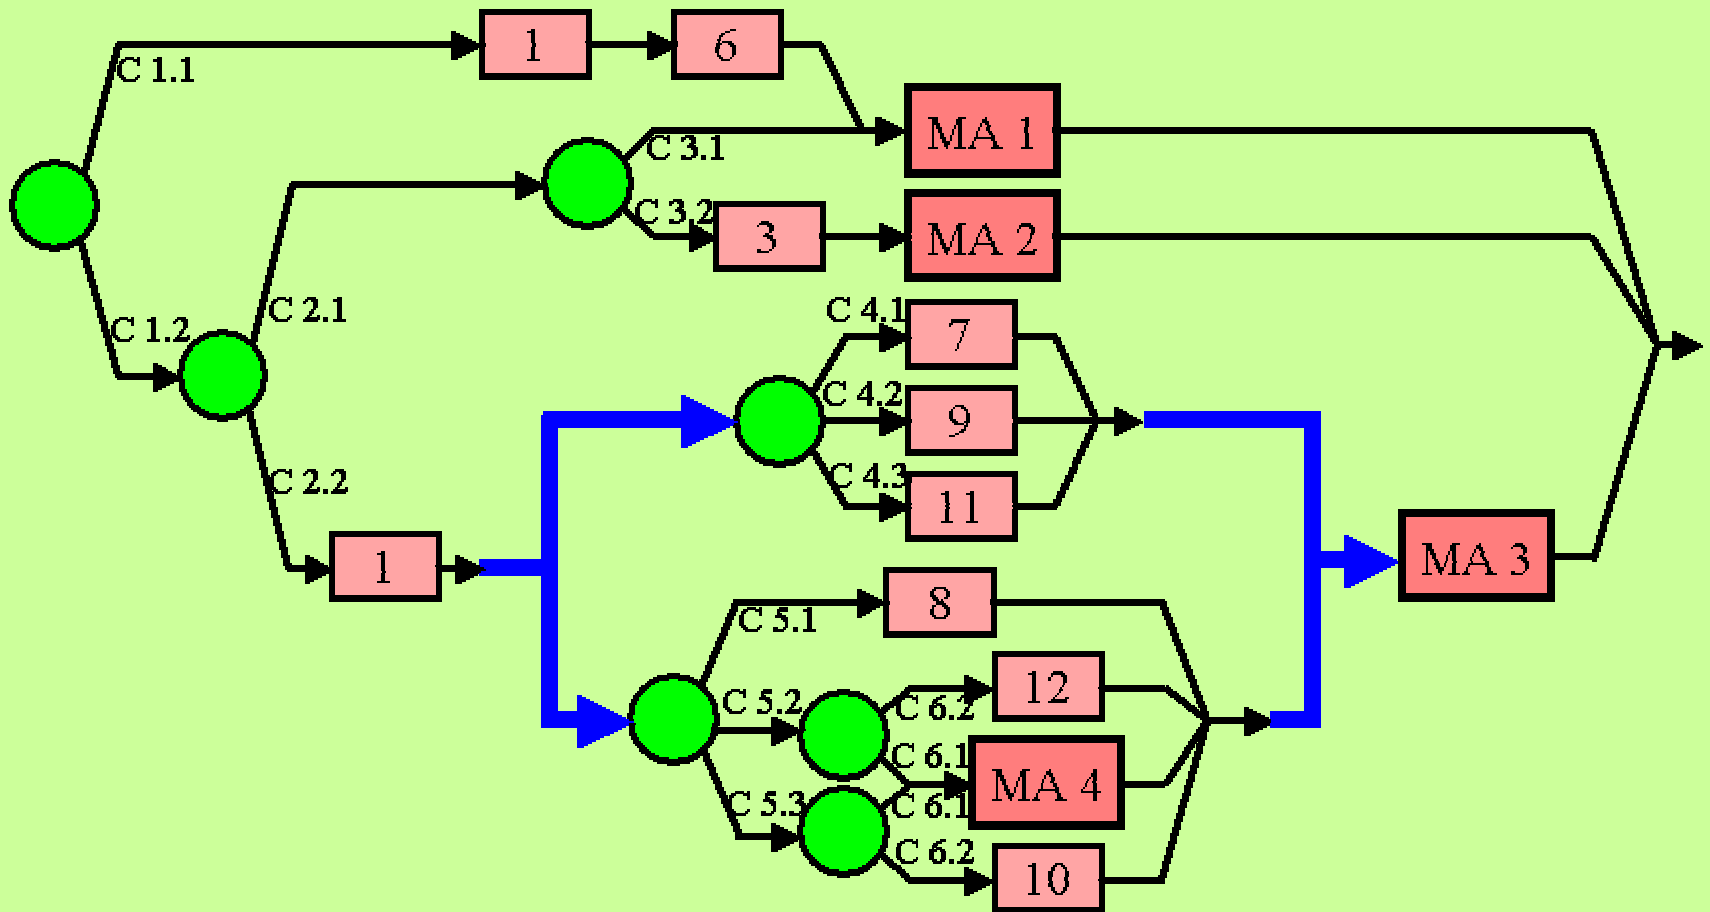 1
6
C 1.1
MA 1
C 3.1
C 3.2
3
MA 2
C 2.1
C 1.2
C 4.1
7
C 4.2
9
C 4.3
11
C 2.2
1
MA 3
8
C 5.1
C 5.2
12
C 6.2
C 6.1
MA 4
C 5.3
C 6.1
C 6.2
10